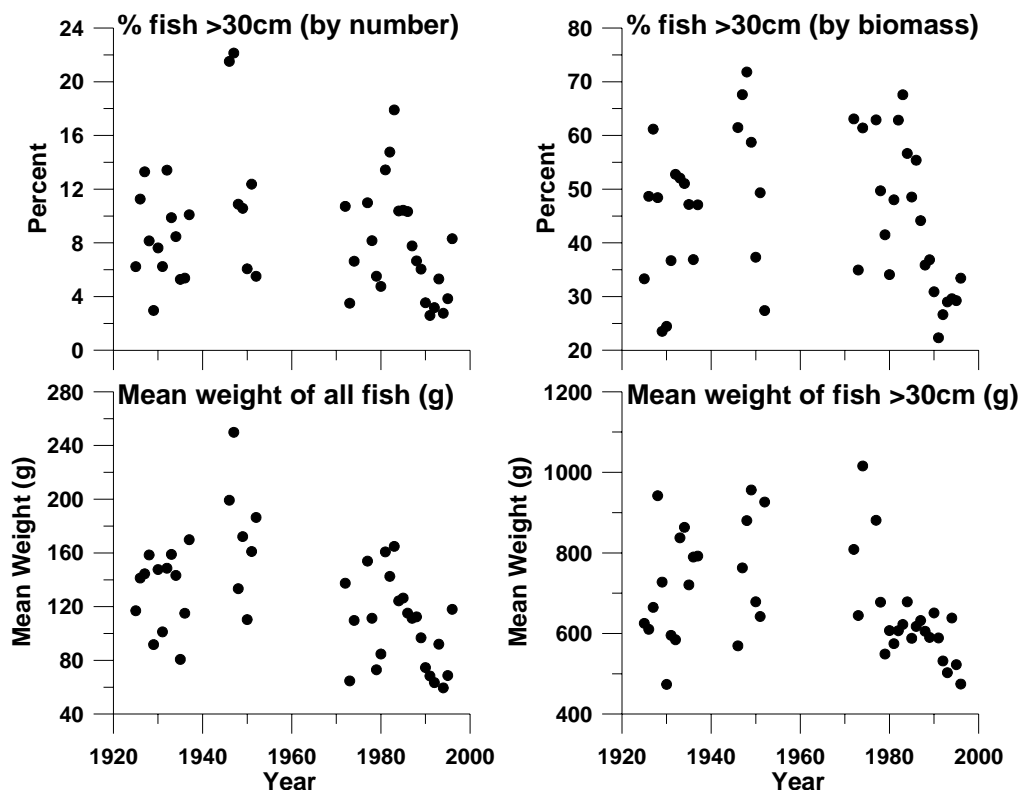 % fish >30cm (by number)
24
20
16
12
8
4
0
Percent
% fish >30cm (by biomass)
80
70
60
50
40
30
20
Percent
Mean weight of all fish (g)
280
240
200
160
120
80
40
Mean Weight (g)
1920 1940 1960 1980 2000
Year
Mean weight of fish >30cm (g)
1200
1000
800
600
400
Mean Weight (g)
1920 1940 1960 1980 2000
Year